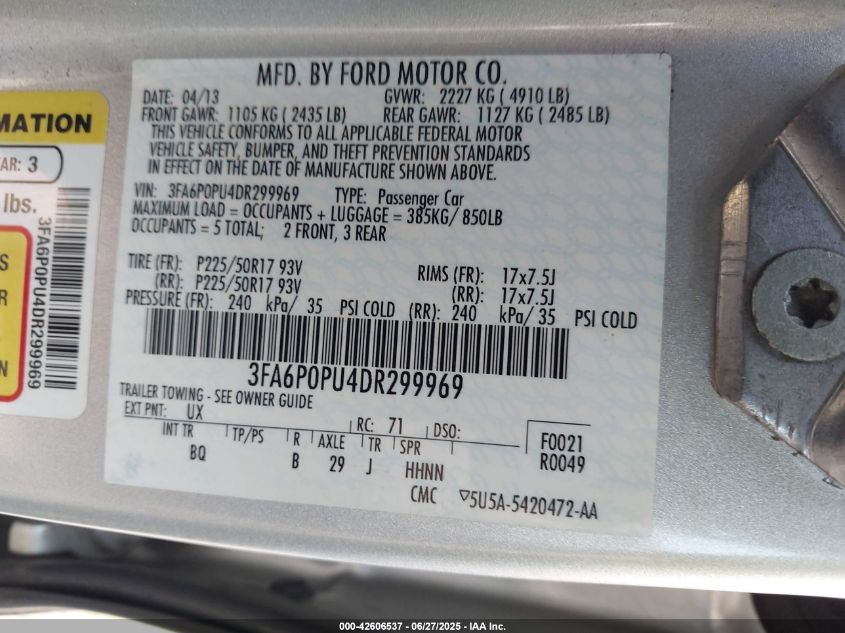 MFD. BY FORD MOTOR CO.
DATE: 04/13 GVWR: 2227 KG ( 4910 LB)
FRONT GAWR: 1105 KG ( 2435 LB) REAR GAWR: 1127 KG ( 2485 LB)
THIS VEHICLE CONFORMS TO ALL APPLICABLE FEDERAL MOTOR
VEHICLE SAFETY, BUMPER, AND THEFT PREVENTION STANDARDS
IN EFFECT ON THE DATE OF MANUFACTURE SHOWN ABOVE.
VIN: 3FA6P0PU4DR299969 TYPE: Passenger Car
MAXIMUM LOAD = OCCUPANTS + LUGGAGE = 385KG/ 850LB
OCCUPANTS = 5 TOTAL; 2 FRONT, 3 REAR
TIRE (FR): P225/50R17 93V RIMS (FR): 17x7.5J
(RR): P225/50R17 93V (RR): 17x7.5J
PRESSURE (FR): 240 kPa/ 35 PSI COLD (RR): 240 kPa/ 35 PSI COLD
3FA6P0PU4DR299969
TRAILER TOWING - SEE OWNER GUIDE
EXT PNT: UX RC: 71 DSO:
INT TR TP/PS R AXLE TR SPR F0021
BQ B 29 J HHNN R0049
CMC 5U5A-5420472-AA
MATION
AR: 3
lbs.
3FA6P0PU4DR299969
S
R
N
000-42606537 - 06/27/2025 - IAA Inc.